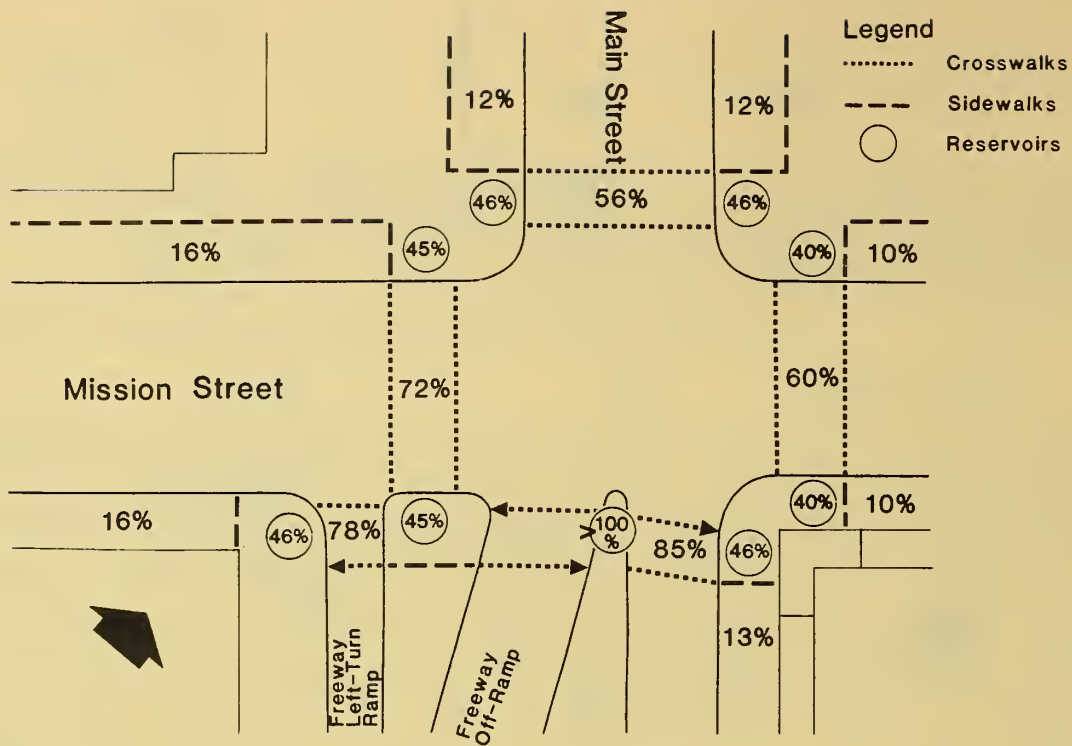 Legend
Crosswalks
Sidewalks
Reservoirs
Main Street
12%
12%
46%
56%
46%
16%
45%
40%
10%
Mission Street
72%
60%
16%
46%
78%
45%
>100
%
85%
46%
40%
10%
13%
Freeway
Left-Turn
Ramp
Freeway
Off-Ramp